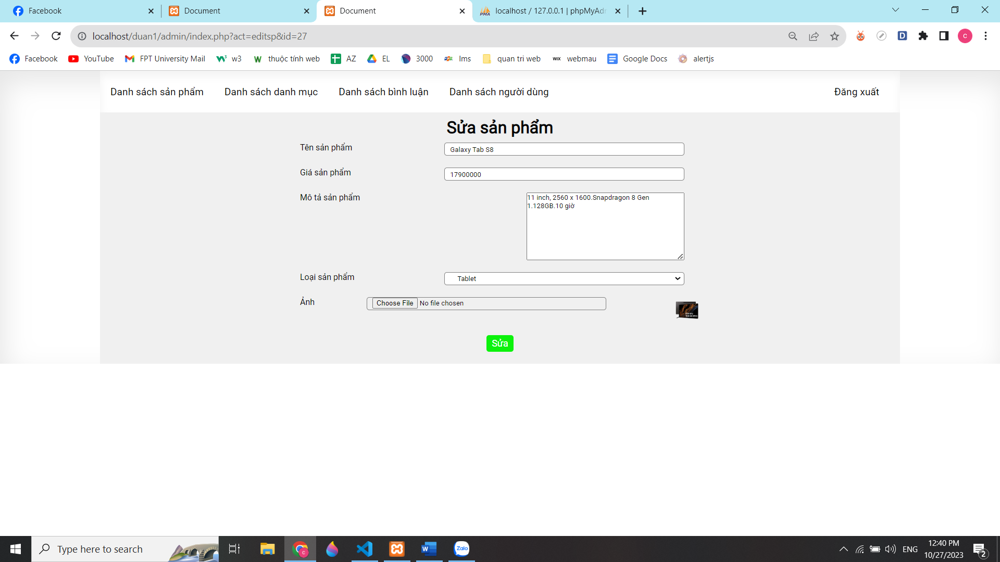 Facebook
Document
Document
localhost / 127.0.0.1 | phpMyAdm
localhost/duan1/admin/index.php?act=editsp&id=27
D
c
Facebook
YouTube
FPT University Mail
w3
thuộc tính web
AZ
EL
3000
lms
quan tri web
WIX
webmau
Google Docs
alertjs
Danh sách sản phẩm
Danh sách danh mục
Danh sách bình luận
Danh sách người dùng
Đăng xuất
Sửa sản phẩm
Tên sản phẩm
Galaxy Tab S8
Giá sản phẩm
17900000
Mô tả sản phẩm
11 inch, 2560 x 1600.Snapdragon 8 Gen
1.128GB.10 giờ
Loại sản phẩm
Tablet
Ảnh
Choose File No file chosen
Sửa
Type here to search
Zalo
ENG
12:40 PM
10/27/2023
2